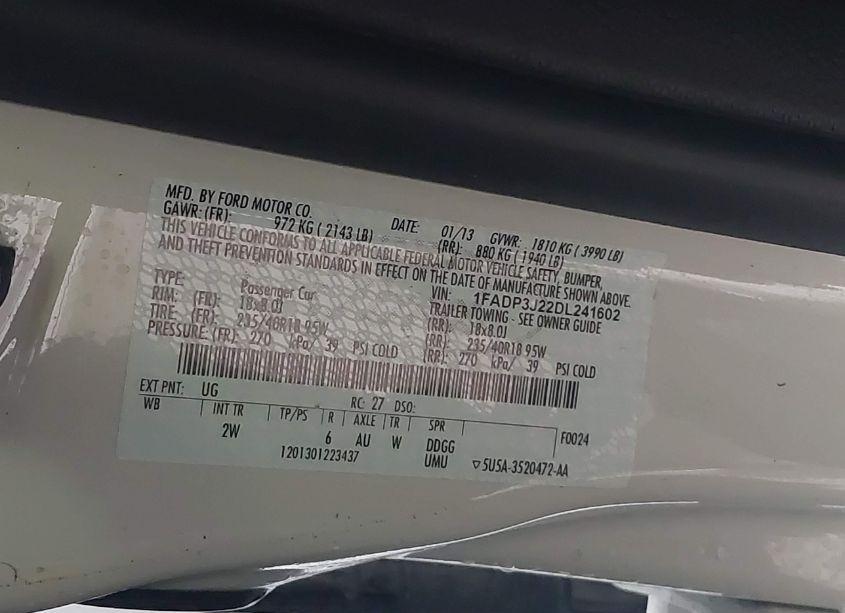 MFD. BY FORD MOTOR CO.
DATE: 01/13 GVWR: 1810 KG ( 3990 LB)
GAWR: (FR): 972 KG ( 2143 LB) (RR): 880 KG ( 1940 LB)
THIS VEHICLE CONFORMS TO ALL APPLICABLE FEDERAL MOTOR VEHICLE SAFETY, BUMPER,
AND THEFT PREVENTION STANDARDS IN EFFECT ON THE DATE OF MANUFACTURE SHOWN ABOVE.
VIN: 1FADP3J22DL241602
TYPE: Passenger Car TRAILER TOWING - SEE OWNER GUIDE
RIM: (FR): 18x8.0J (RR): 18x8.0J
TIRE: (FR): 235/40R18 95W (RR): 235/40R18 95W
PRESSURE: (FR): 270 kPa/ 39 PSI COLD (RR): 270 kPa/ 39 PSI COLD
EXT PNT: UG RC: 27 DSO:
WB INT TR TP/PS R AXLE TR SPR F0024
2W 6 AU W DDGG
1201301223437 UMU ▽5U5A-3520472-AA